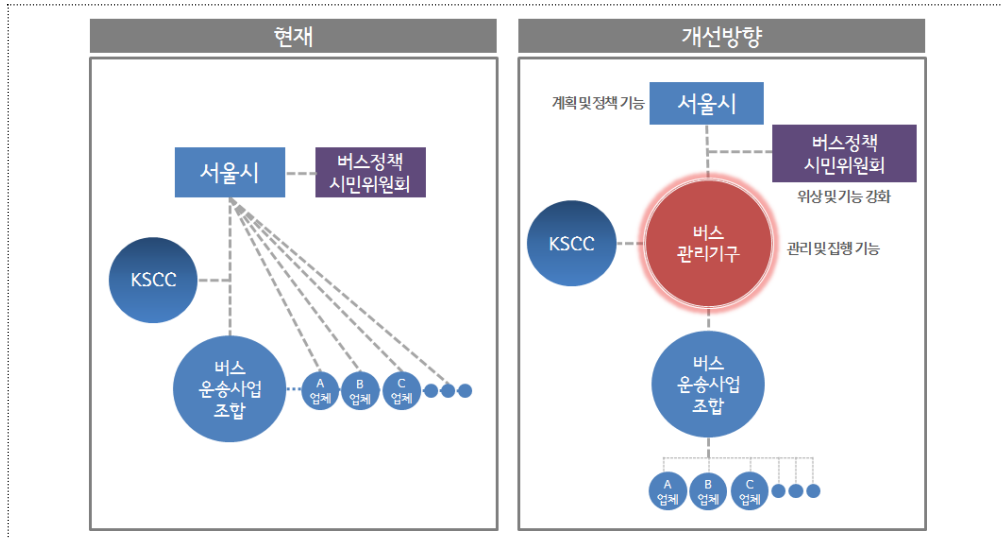 현재
서울시
버스정책
시민위원회
KSCC
버스
운송사업
조합
A
업체
B
업체
C
업체
개선방향
계획 및 정책 기능
서울시
버스정책
시민위원회
위상 및 기능 강화
KSCC
버스
관리기구
관리 및 집행 기능
버스
운송사업
조합
A
업체
B
업체
C
업체